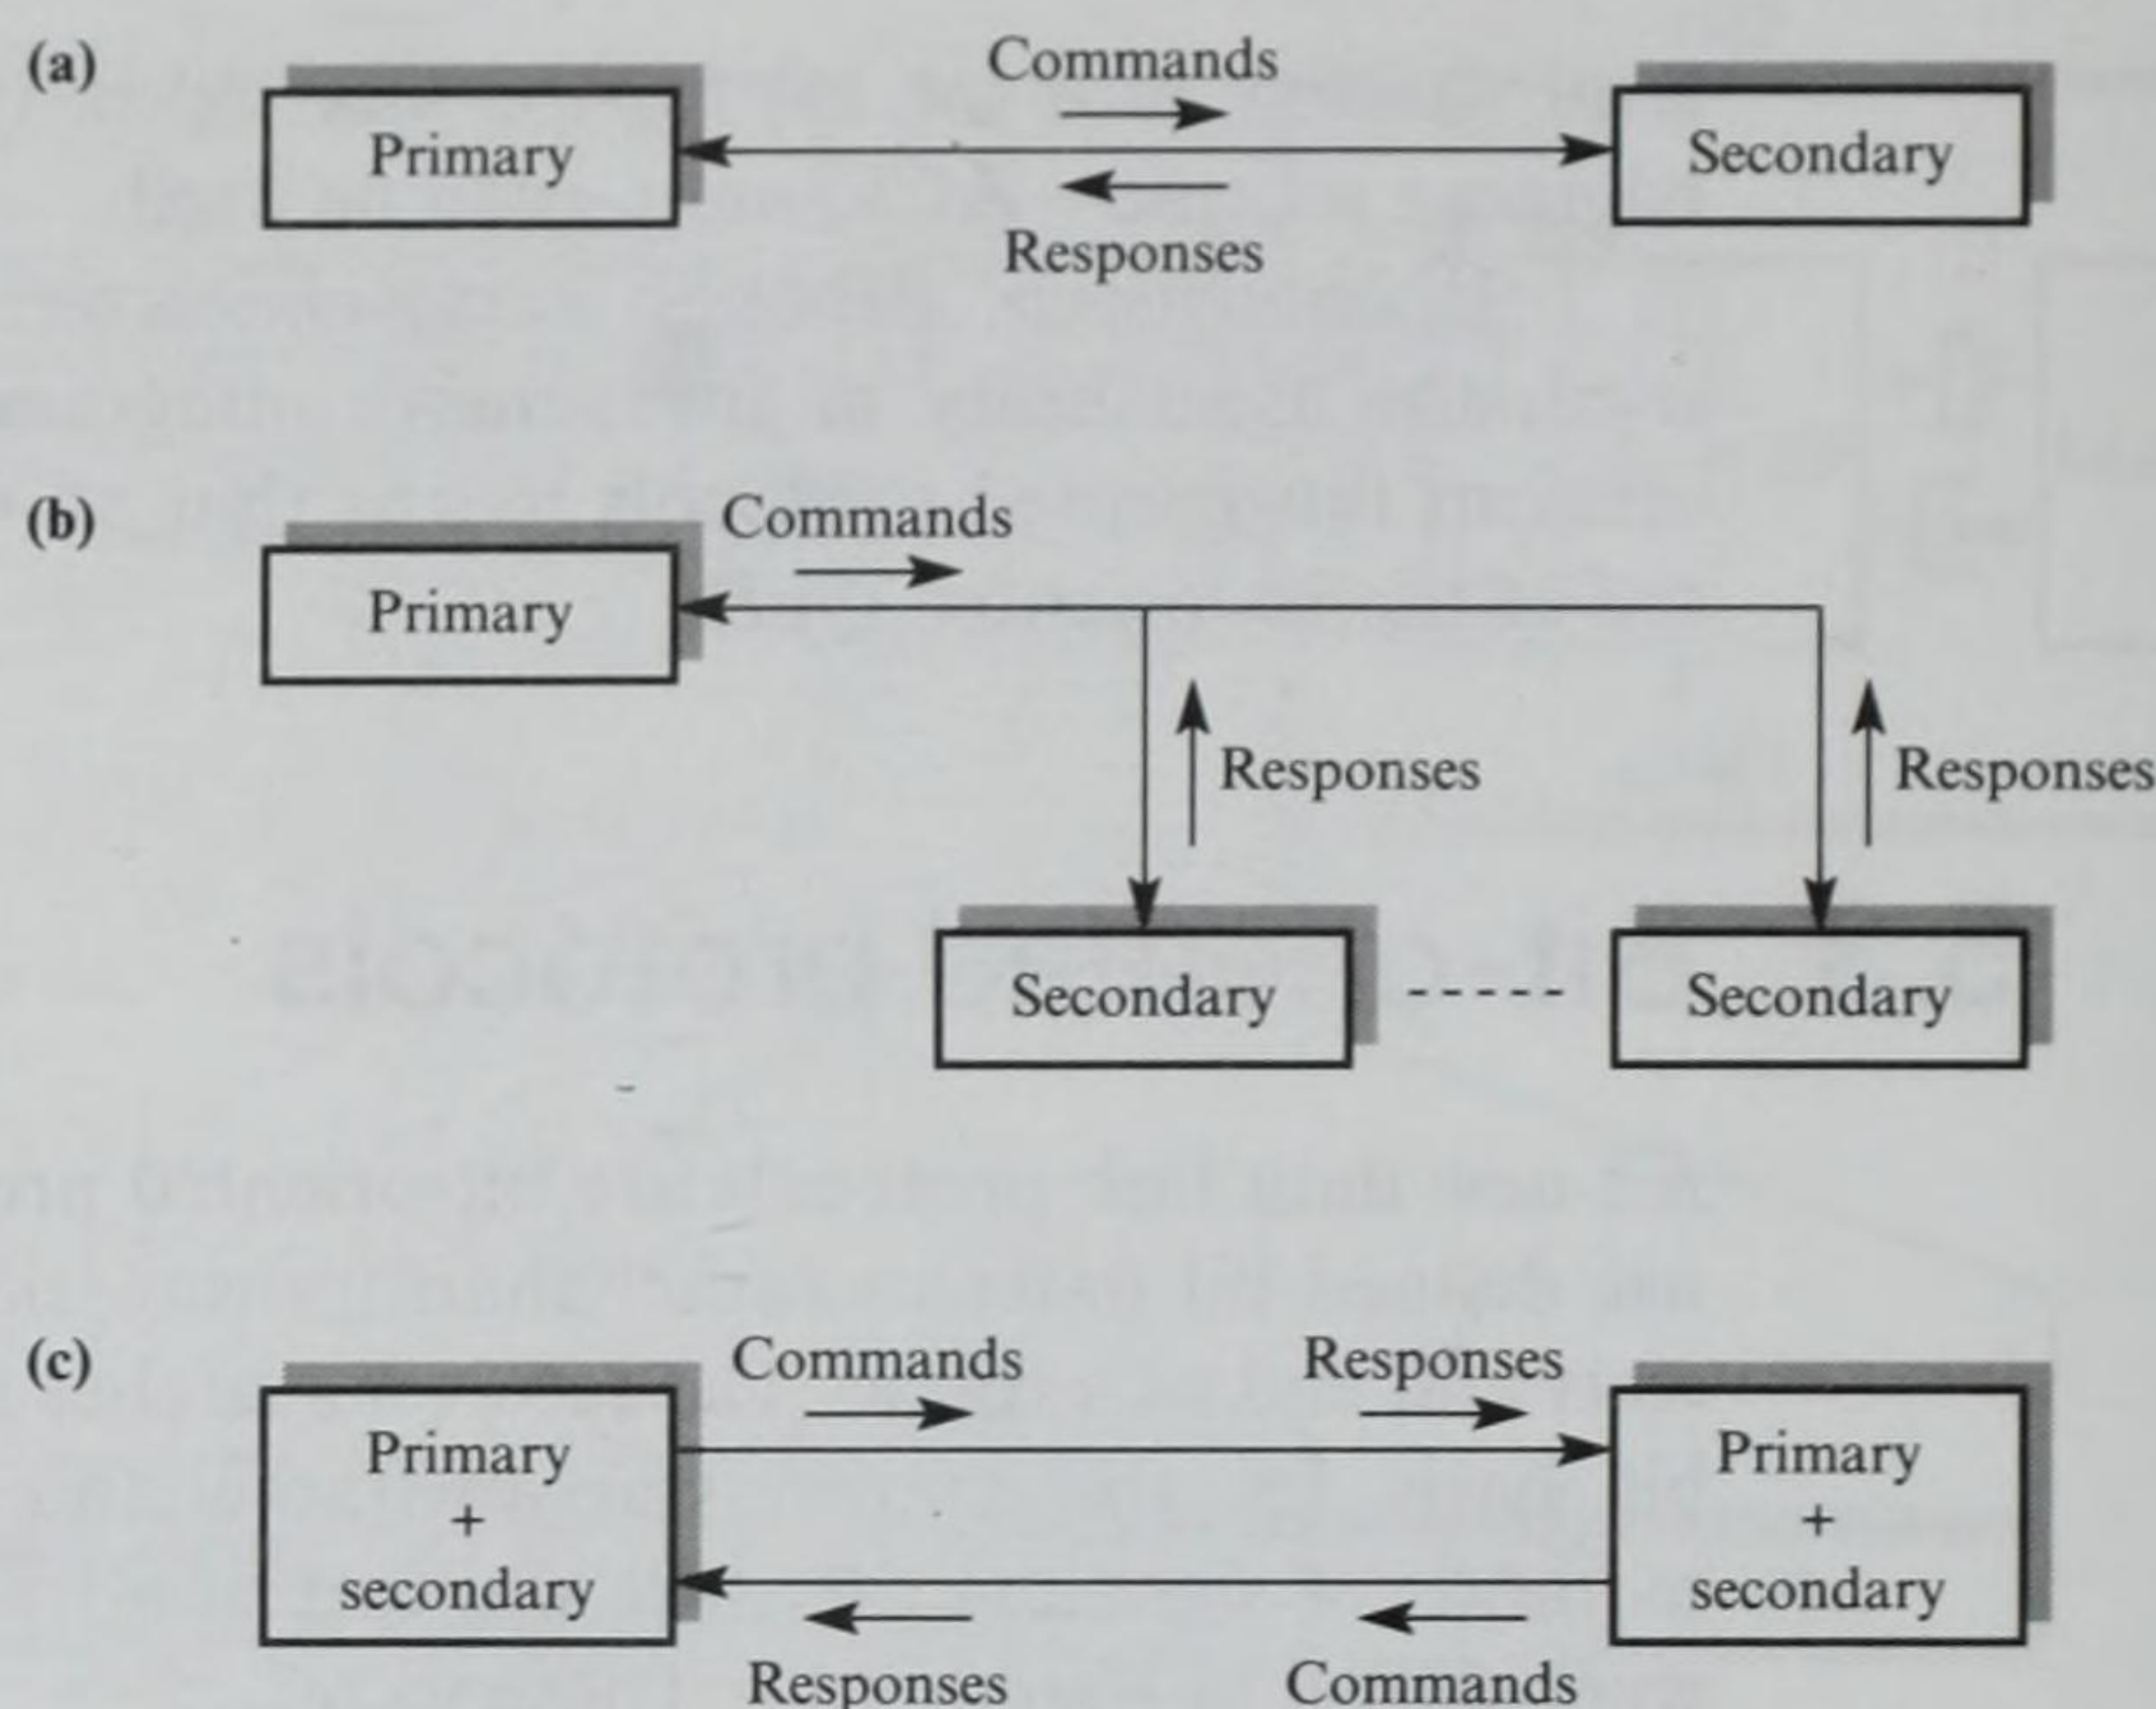 (a)
Commands
Primary
Secondary
Responses
(b)
Commands
Primary
Responses
Responses
Secondary
Secondary
(c)
Commands
Responses
Primary
+
secondary
Primary
+
secondary
Responses
Commands